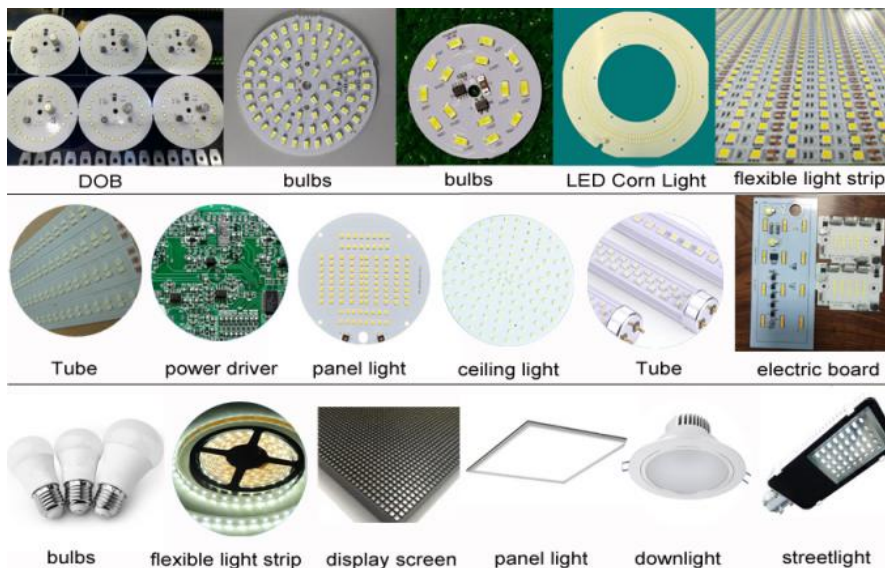 DOB
bulbs
bulbs
LED Corn Light
flexible light strip
Tube
power driver
panel light
ceiling light
Tube
electric board
bulbs
flexible light strip
display screen
panel light
downlight
streetlight